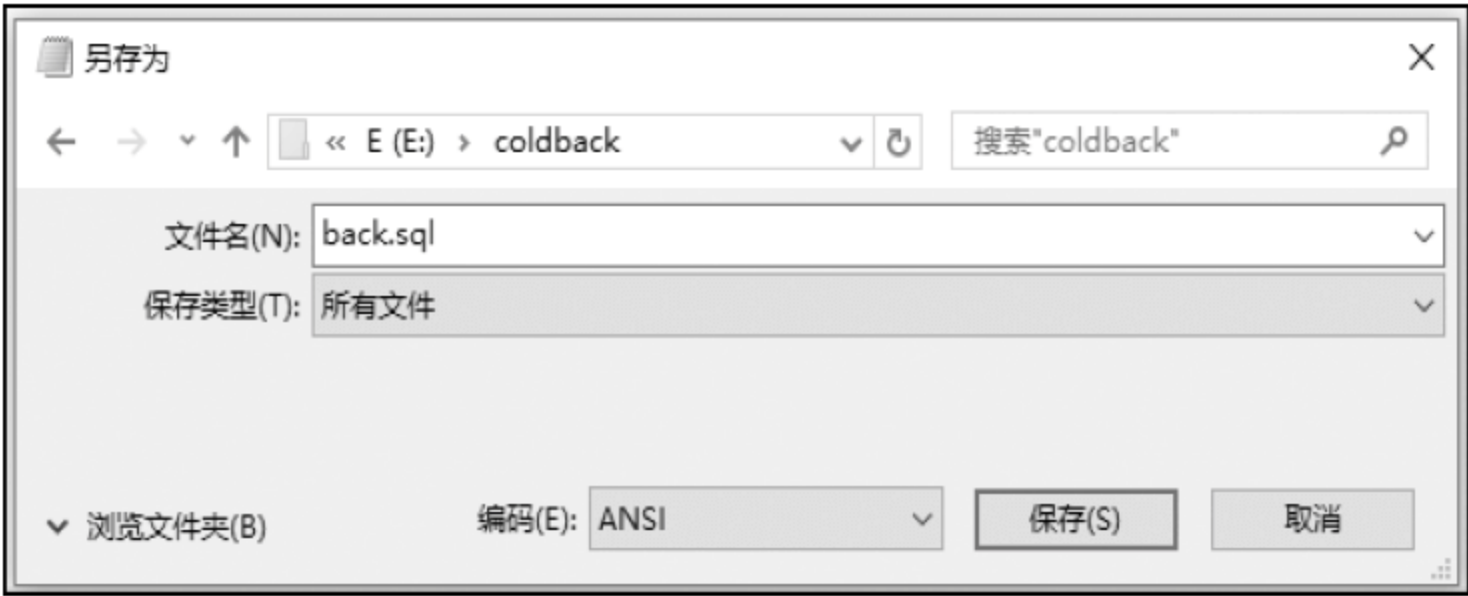 另存为
« E (E:) › coldback 搜索"coldback"
文件名(N): back.sql
保存类型(T): 所有文件
浏览文件夹(B) 编码(E): ANSI 保存(S) 取消